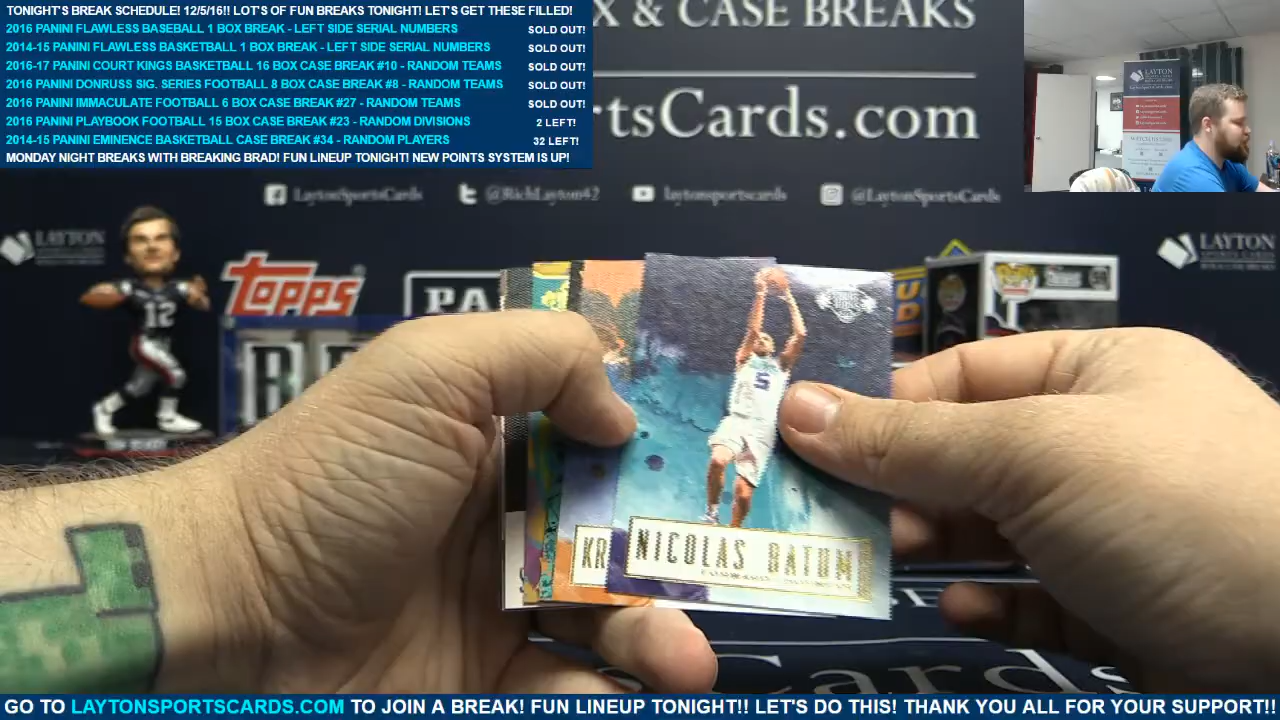 TONIGHT'S BREAK SCHEDULE! 12/5/16!! LOT'S OF FUN BREAKS TONIGHT! LET'S GET THESE FILLED!
2016 PANINI FLAWLESS BASEBALL 1 BOX BREAK - LEFT SIDE SERIAL NUMBERS SOLD OUT!
2014-15 PANINI FLAWLESS BASKETBALL 1 BOX BREAK - LEFT SIDE SERIAL NUMBERS SOLD OUT!
2016-17 PANINI COURT KINGS BASKETBALL 16 BOX CASE BREAK #10 - RANDOM TEAMS SOLD OUT!
2016 PANINI DONRUSS SIG. SERIES FOOTBALL 8 BOX CASE BREAK #8 - RANDOM TEAMS SOLD OUT!
2016 PANINI IMMACULATE FOOTBALL 6 BOX CASE BREAK #27 - RANDOM TEAMS SOLD OUT!
2016 PANINI PLAYBOOK FOOTBALL 15 BOX CASE BREAK #23 - RANDOM DIVISIONS 2 LEFT!
2014-15 PANINI EMINENCE BASKETBALL CASE BREAK #34 - RANDOM PLAYERS 32 LEFT!
MONDAY NIGHT BREAKS WITH BREAKING BRAD! FUN LINEUP TONIGHT! NEW POINTS SYSTEM IS UP!
X & CASE BREAKS
rtsCards.com
LAYTON
LaytonSportsCards @RichLayton42 laytonsportscards @LaytonSportsCards
LAYTON
LAYTON
TOPPS
PA
12
5
KR
NICOLAS BATUM
Cards
GO TO LAYTONSPORTSCARDS.COM TO JOIN A BREAK! FUN LINEUP TONIGHT!! LET'S DO THIS! THANK YOU ALL FOR YOUR SUPPORT!!